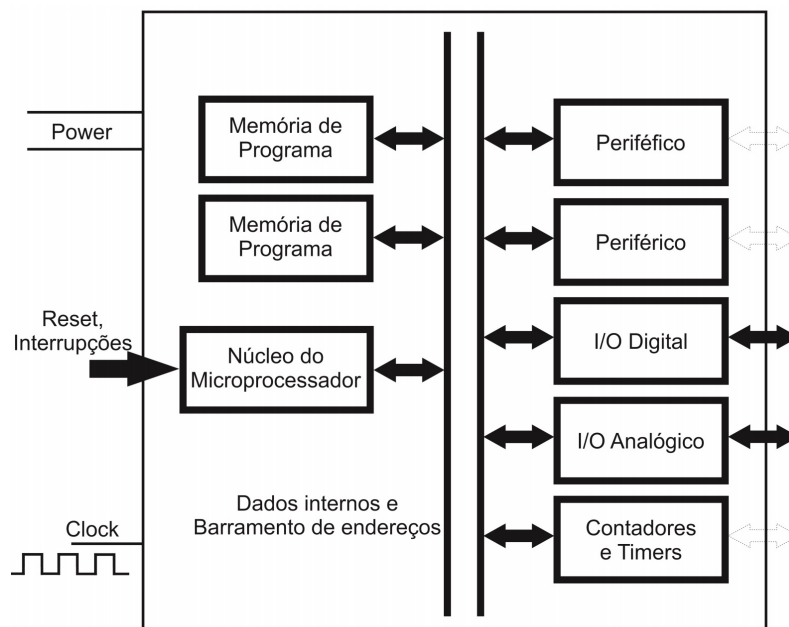 Power
Memória de
Programa
Periféfico
Memória de
Programa
Periférico
Reset,
Interrupções
Núcleo do
Microprocessador
I/O Digital
I/O Analógico
Dados internos e
Barramento de endereços
Clock
Contadores
e Timers